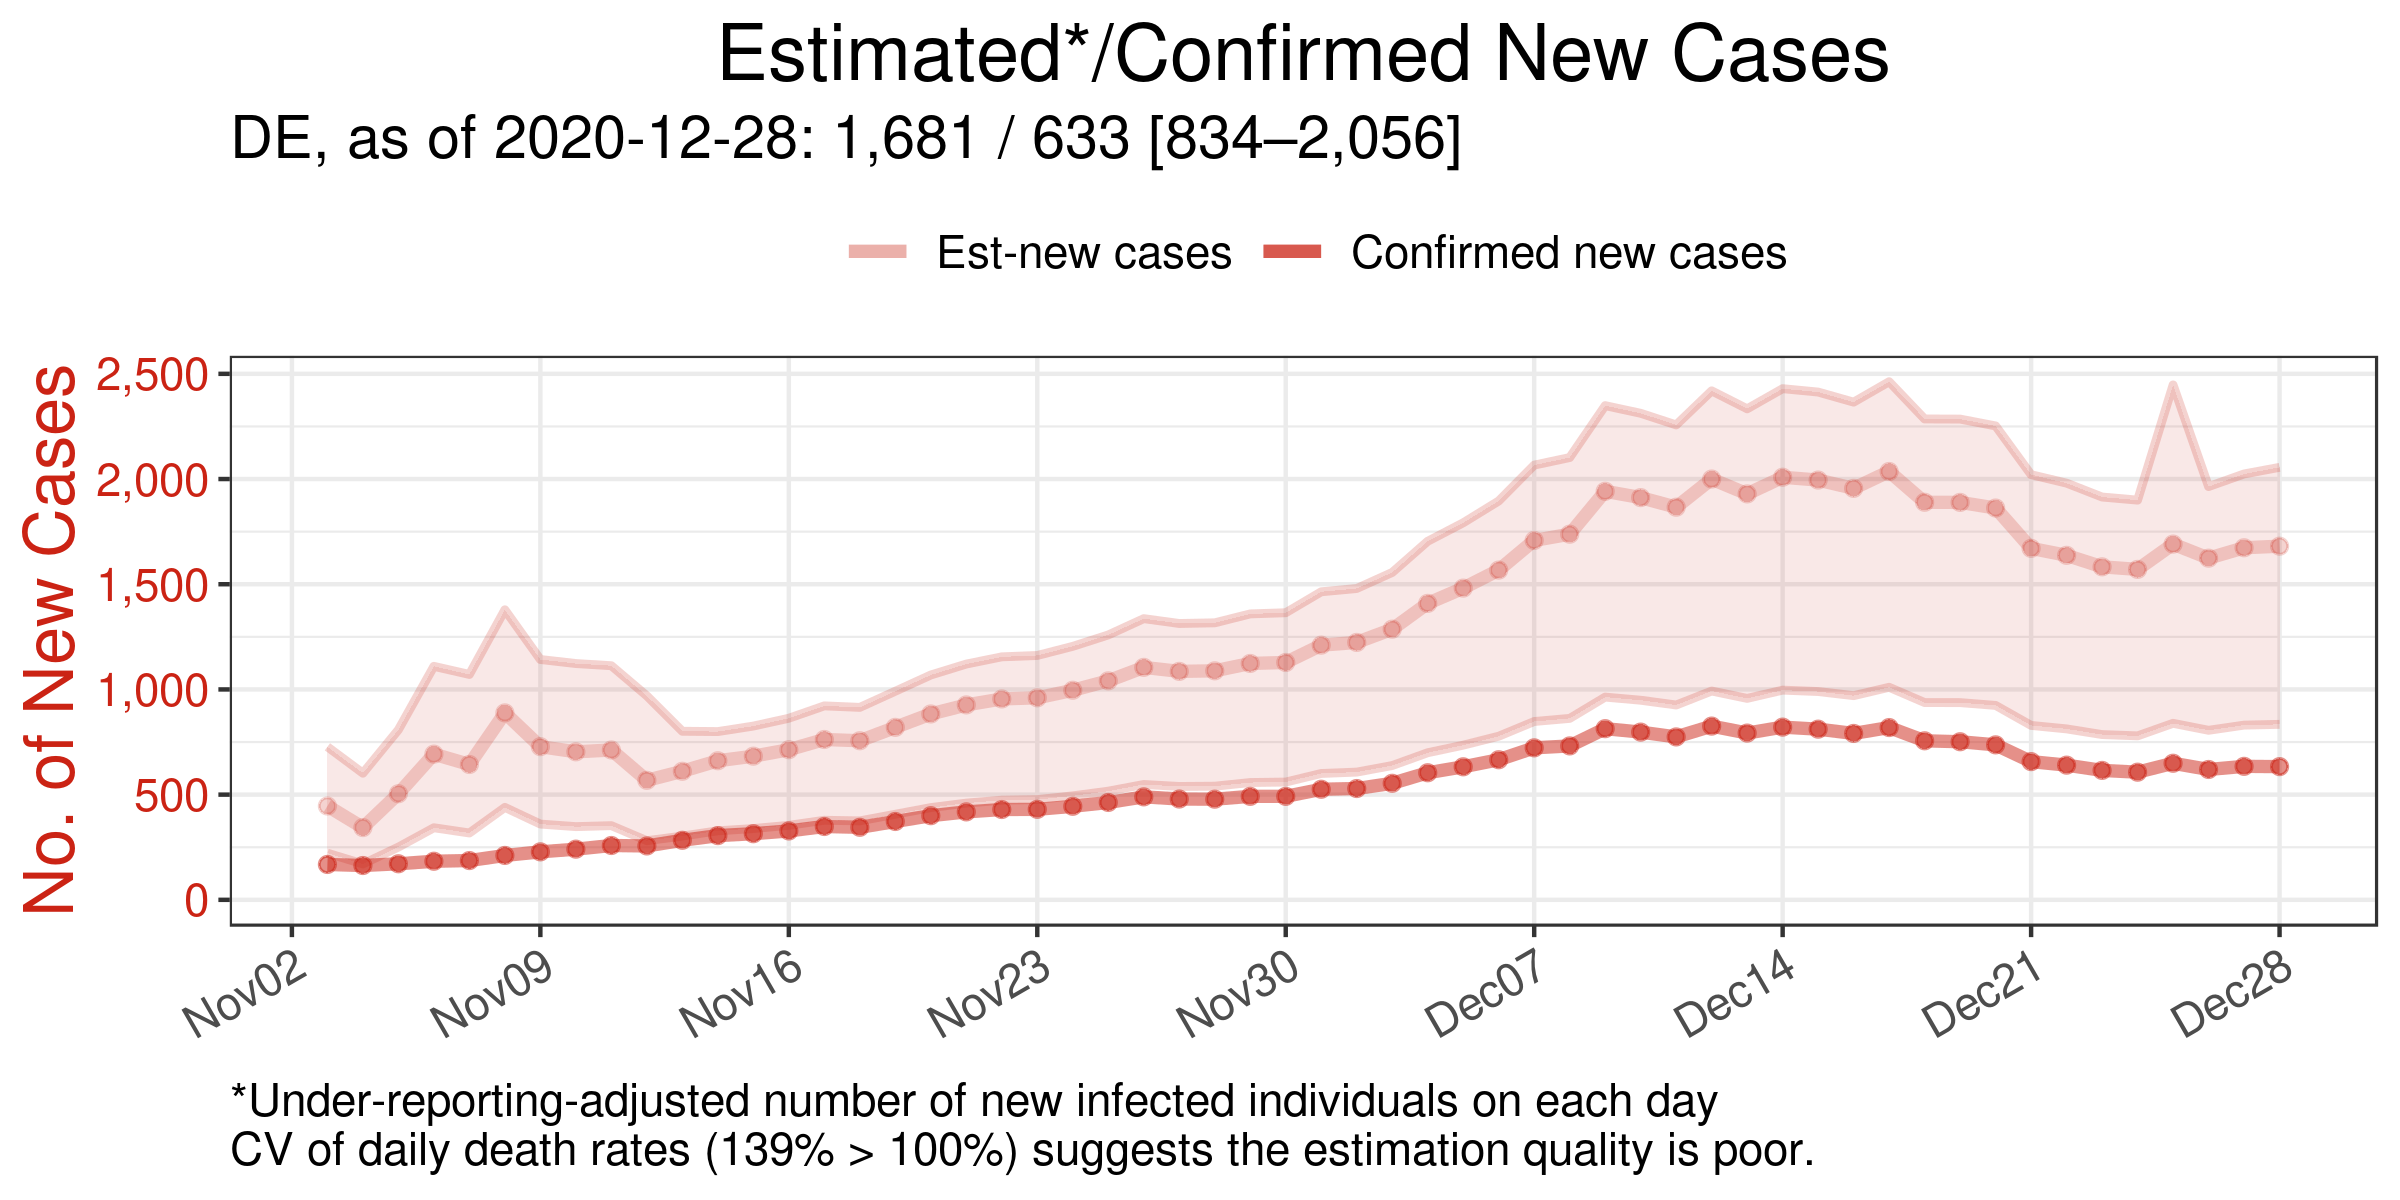 Estimated*/Confirmed New Cases
DE, as of 2020-12-28: 1,681 / 633 [834–2,056]
Est-new cases
Confirmed new cases
No. of New Cases
2,500
2,000
1,500
1,000
500
0
Nov02
Nov09
Nov16
Nov23
Nov30
Dec07
Dec14
Dec21
Dec28
*Under-reporting-adjusted number of new infected individuals on each day
CV of daily death rates (139% > 100%) suggests the estimation quality is poor.